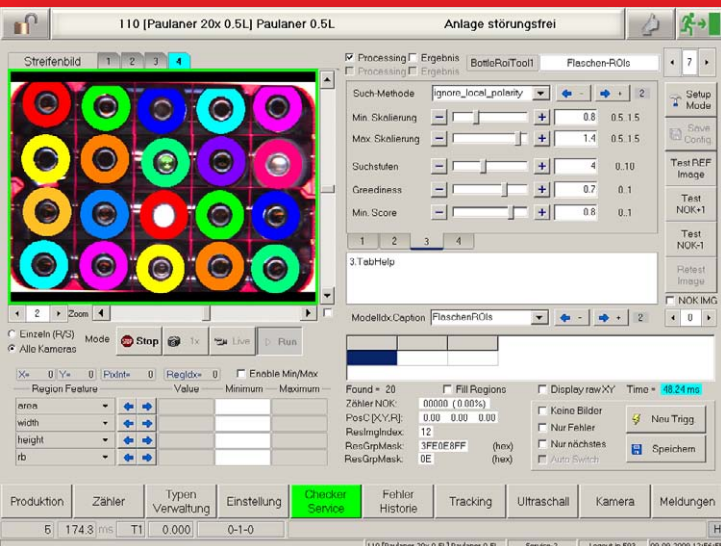 110 [Paulaner 20x 0.5L] Paulaner 0.5L Anlage störungsfrei
Streifenbild 1 2 3 4
Processing Ergebnis BottleRoiTool1 Flaschen-ROIs 7
Processing Ergebnis
Such-Methode ignore_local_polarity - + 2
Min. Skalierung - + 0.8 0.5..1.5
Max. Skalierung - + 1.4 0.5..1.5
Suchstufen - + 4 0..10
Greediness - + 0.7 0..1
Min. Score - + 0.8 0..1
Setup Mode
Save Config
Test REF Image
Test NOK+1
Test NOK-1
Retest Image
NOK IMG
0
1 2 3 4
3.TabHelp
ModelIdx.Caption FlaschenROIs - + 2
2 Zoom
Einzeln (R/S)
Alle Kameras
Mode Stop 1x Live Run
X= 0 Y= 0 PixInt= 0 RegIdx= 0 Enable Min/Max
Region Feature Value Minimum Maximum
area
width
height
rb
Found = 20 Fill Regions Display raw XY Time = 48.24 ms
Zähler NOK: 00000 ( 0.00%)
PosC [X,Y,R]: 0.00 0.00 0.00
ResImgIndex: 12
ResGrpMask: 3FE0E8FF (hex)
ResGrpMask: 0E (hex)
Keine Bilder
Nur Fehler
Nur nächstes
Auto Switch
Neu Trigg
Speichern
Produktion Zähler Typen Verwaltung Einstellung Checker Service Fehler Historie Tracking Ultraschall Kamera Meldungen
5 174.3 ms T1 0.000 0-1-0 H